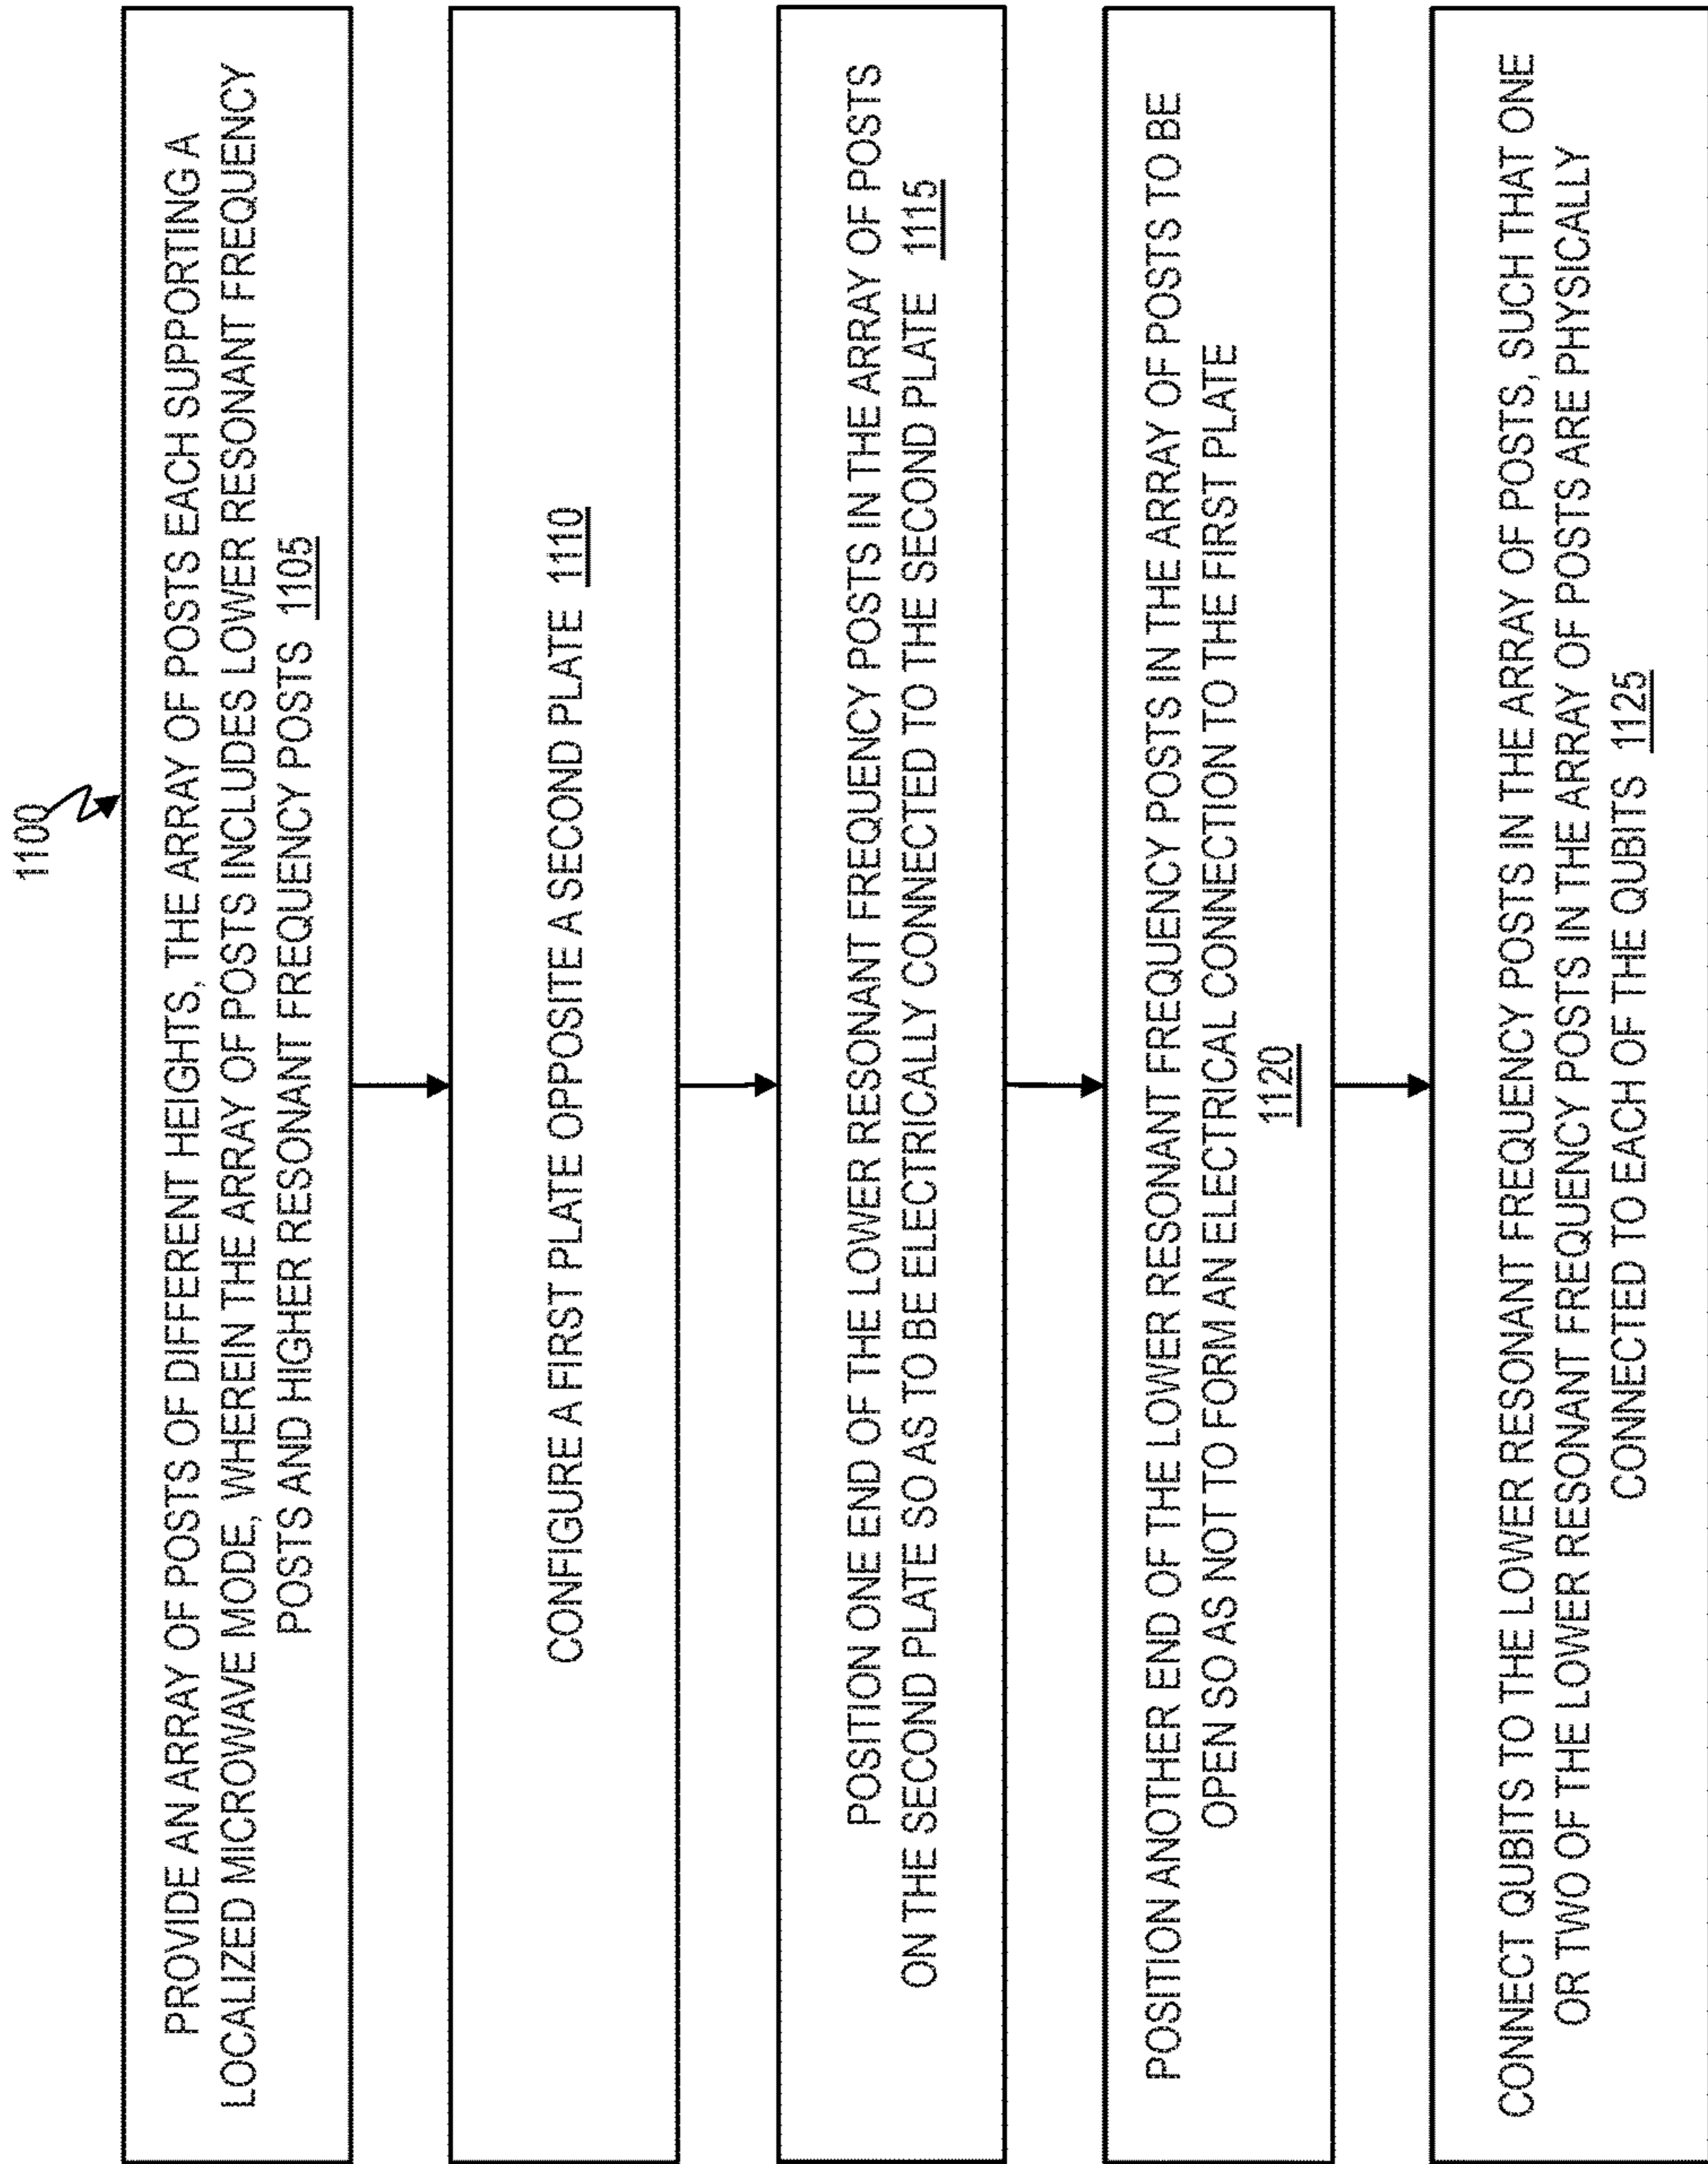 1100
PROVIDE AN ARRAY OF POSTS OF DIFFERENT HEIGHTS, THE ARRAY OF POSTS EACH SUPPORTING A
LOCALIZED MICROWAVE MODE, WHEREIN THE ARRAY OF POSTS INCLUDES LOWER RESONANT FREQUENCY
POSTS AND HIGHER RESONANT FREQUENCY POSTS 1105
CONFIGURE A FIRST PLATE OPPOSITE A SECOND PLATE 1110
POSITION ONE END OF THE LOWER RESONANT FREQUENCY POSTS IN THE ARRAY OF POSTS
ON THE SECOND PLATE SO AS TO BE ELECTRICALLY CONNECTED TO THE SECOND PLATE 1115
POSITION ANOTHER END OF THE LOWER RESONANT FREQUENCY POSTS IN THE ARRAY OF POSTS TO BE
OPEN SO AS NOT TO FORM AN ELECTRICAL CONNECTION TO THE FIRST PLATE
1120
CONNECT QUBITS TO THE LOWER RESONANT FREQUENCY POSTS IN THE ARRAY OF POSTS, SUCH THAT ONE
OR TWO OF THE LOWER RESONANT FREQUENCY POSTS IN THE ARRAY OF POSTS ARE PHYSICALLY
CONNECTED TO EACH OF THE QUBITS 1125